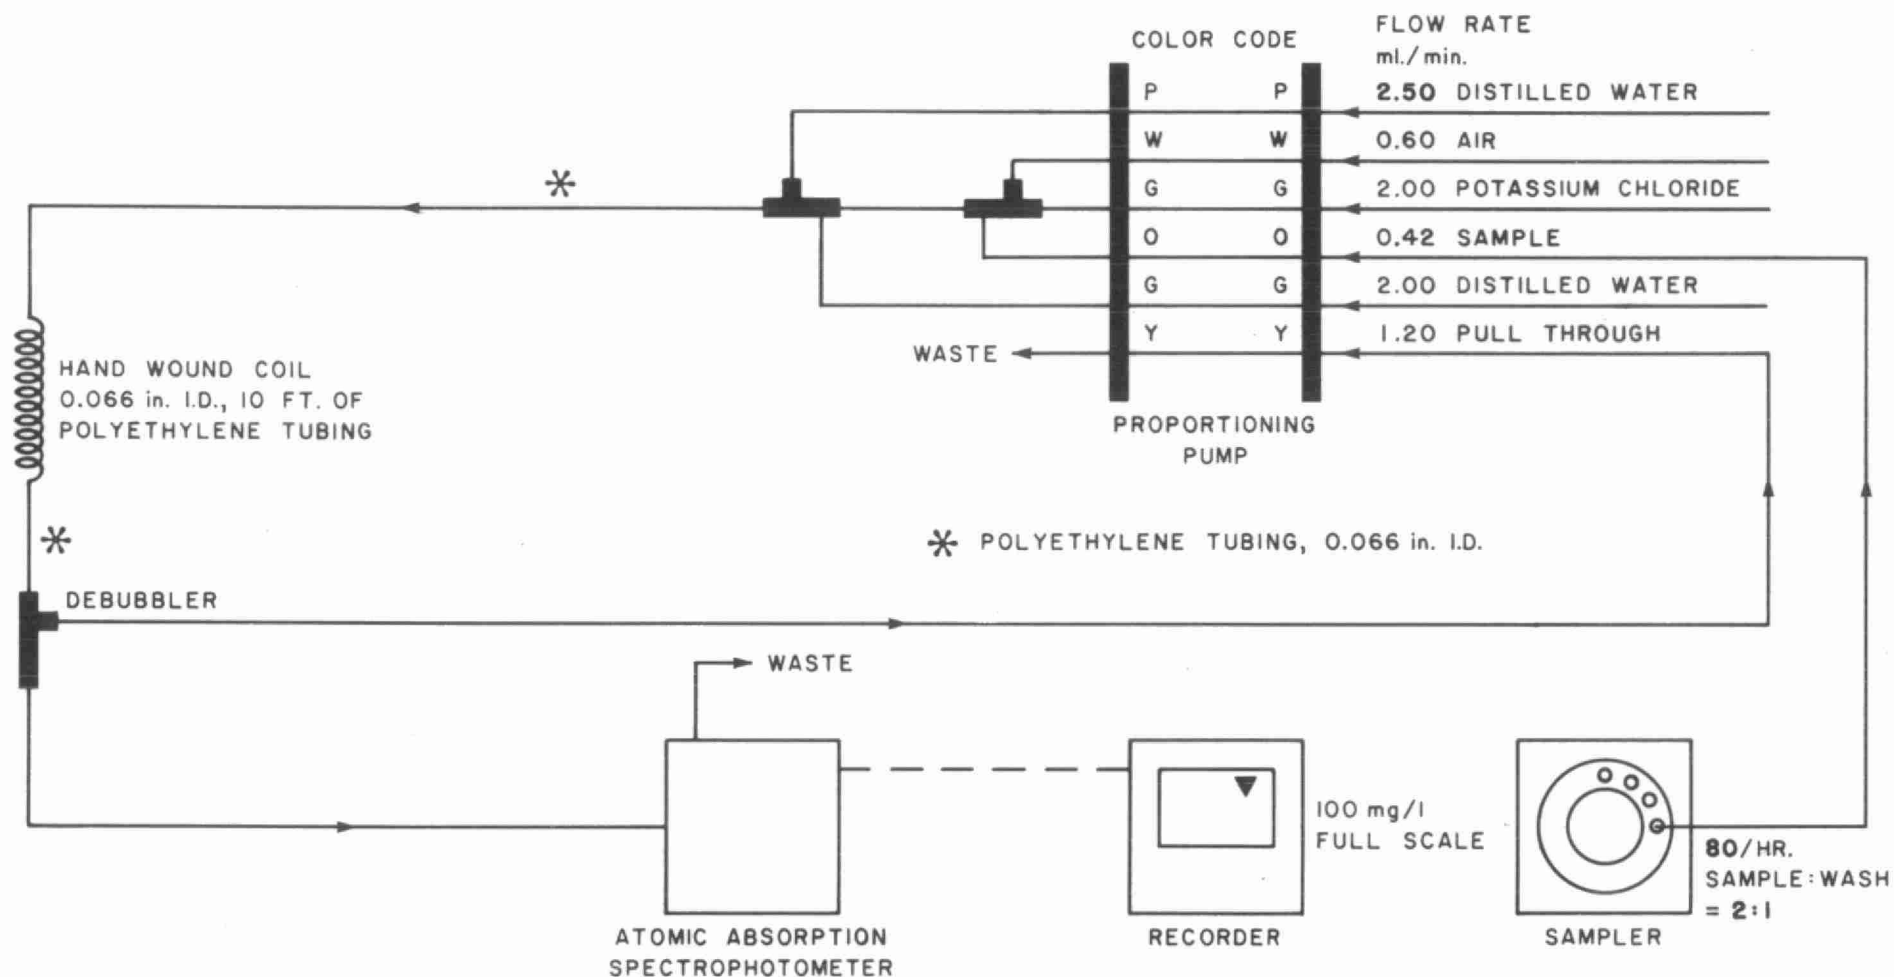 FLOW RATE
ml./min.
COLOR CODE
P P 2.50 DISTILLED WATER
W W 0.60 AIR
G G 2.00 POTASSIUM CHLORIDE
O O 0.42 SAMPLE
G G 2.00 DISTILLED WATER
Y Y 1.20 PULL THROUGH
WASTE
PROPORTIONING
PUMP
*
HAND WOUND COIL
0.066 in. I.D., 10 FT. OF
POLYETHYLENE TUBING
*
* POLYETHYLENE TUBING, 0.066 in. I.D.
DEBUBBLER
WASTE
100 mg/l
FULL SCALE
80/HR.
SAMPLE:WASH
= 2:1
ATOMIC ABSORPTION
SPECTROPHOTOMETER
RECORDER
SAMPLER